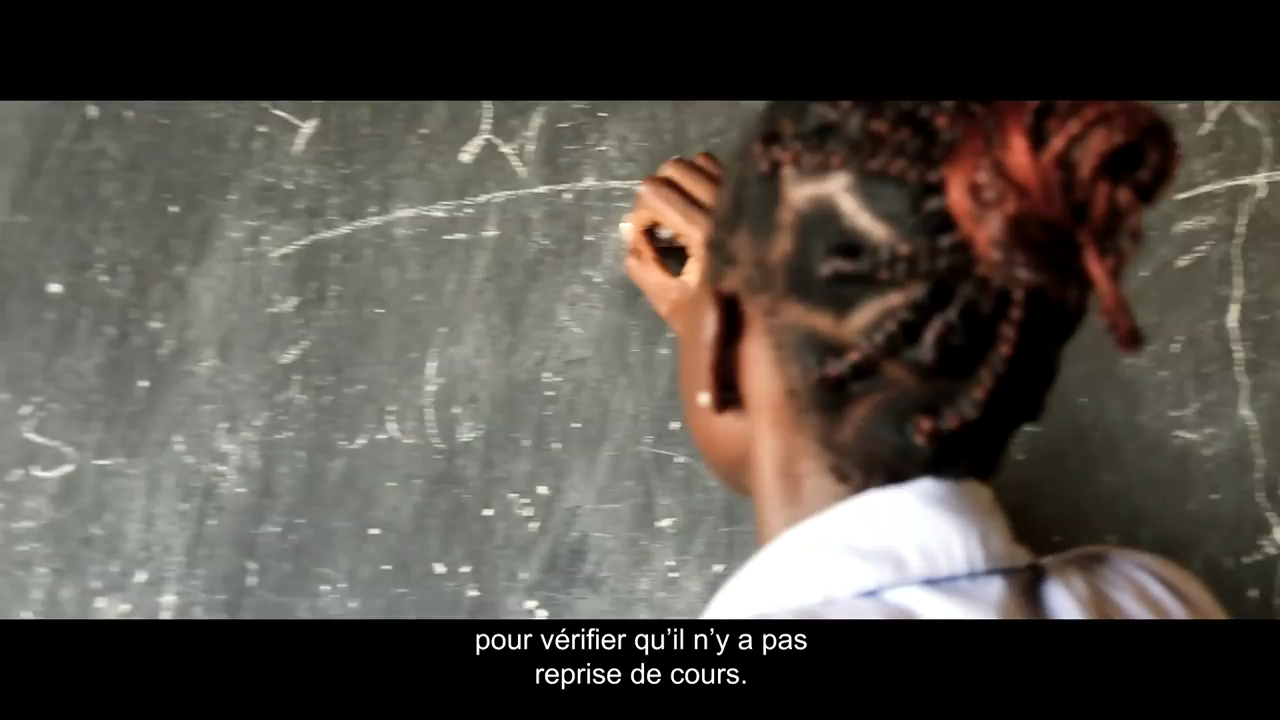 pour vérifier qu’il n’y a pas
reprise de cours.